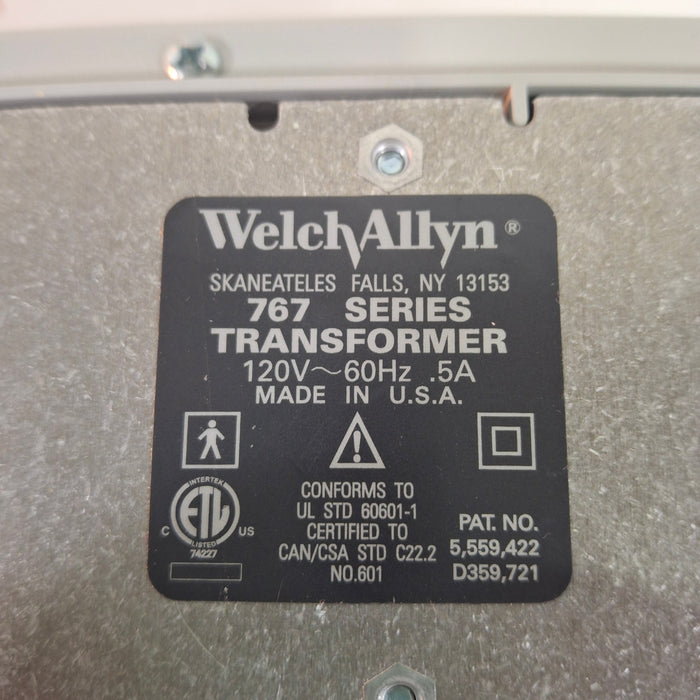 WelchAllyn®
SKANEATELES FALLS, NY 13153
767 SERIES
TRANSFORMER
120V~60Hz .5A
MADE IN U.S.A.
INTERTEK
ETL
C US
LISTED
74227
CONFORMS TO
UL STD 60601-1
CERTIFIED TO
CAN/CSA STD C22.2
NO.601
PAT. NO.
5,559,422
D359,721